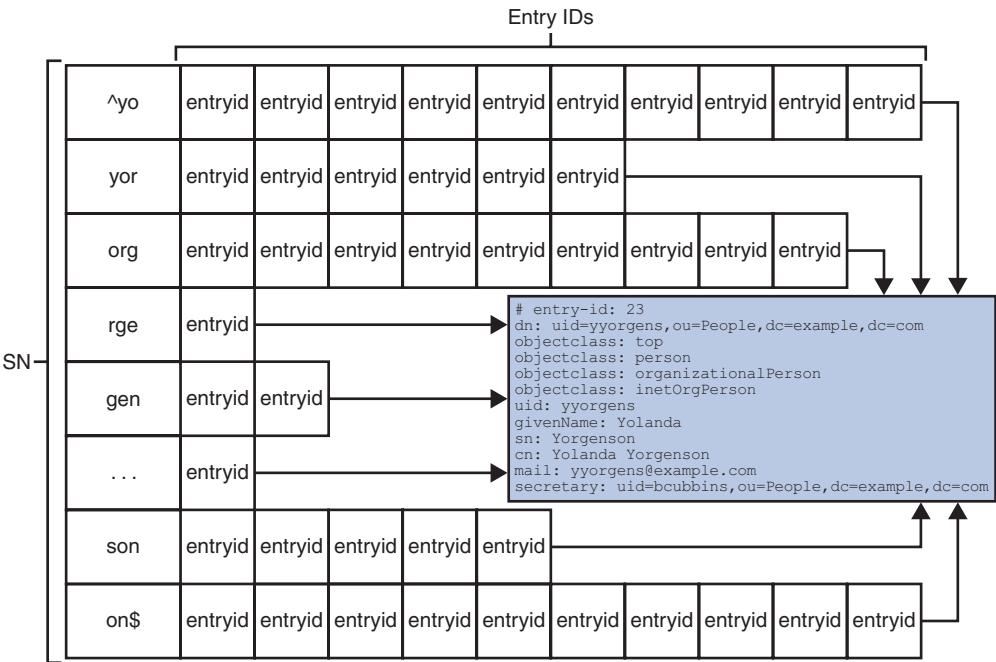 Entry IDs
^yo entryid entryid entryid entryid entryid entryid entryid entryid entryid entryid
yor entryid entryid entryid entryid entryid entryid
org entryid entryid entryid entryid entryid entryid entryid entryid entryid
rge entryid
gen entryid entryid
... entryid
son entryid entryid entryid entryid entryid
on$ entryid entryid entryid entryid entryid entryid entryid entryid entryid entryid
SN
# entry-id: 23
dn: uid=yyorgens,ou=People,dc=example,dc=com
objectclass: top
objectclass: person
objectclass: organizationalPerson
objectclass: inetOrgPerson
uid: yyorgens
givenName: Yolanda
sn: Yorgenson
cn: Yolanda Yorgenson
mail: yyorgens@example.com
secretary: uid=bcubbins,ou=People,dc=example,dc=com